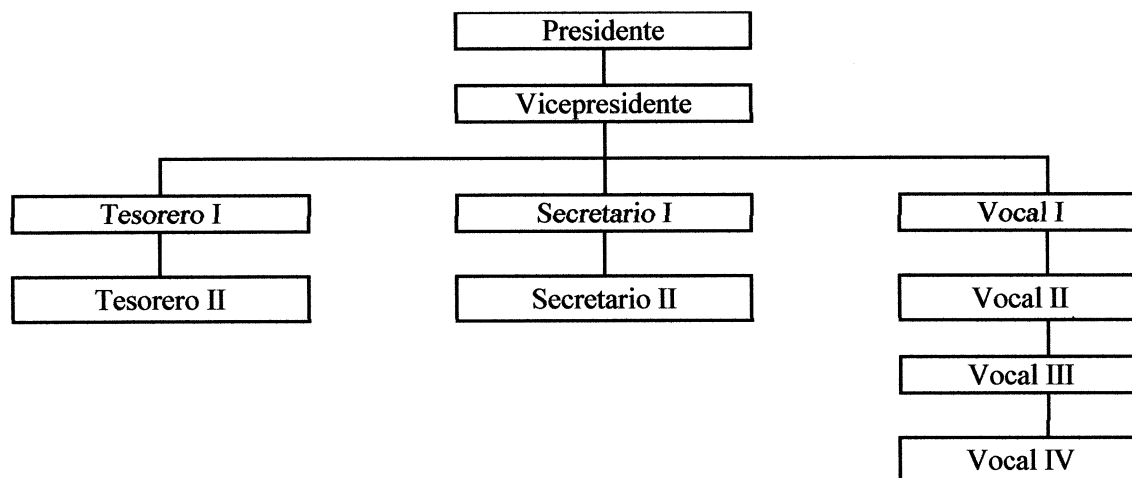 Presidente
Vicepresidente
Tesorero I
Secretario I
Vocal I
Tesorero II
Secretario II
Vocal II
Vocal III
Vocal IV